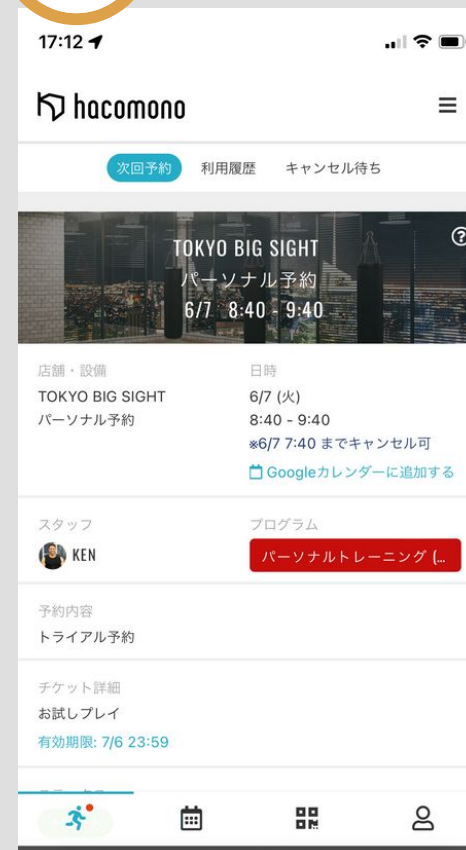 17:12
hacomono
次回予約 利用履歴 キャンセル待ち
TOKYO BIG SIGHT
パーソナル予約
6/7 8:40 - 9:40
店舗・設備
TOKYO BIG SIGHT
パーソナル予約
日時
6/7 (火)
8:40 - 9:40
※6/7 7:40 までキャンセル可
Googleカレンダーに追加する
スタッフ
KEN
プログラム
パーソナルトレーニング (...
予約内容
トライアル予約
チケット詳細
お試しプレイ
有効期限: 7/6 23:59